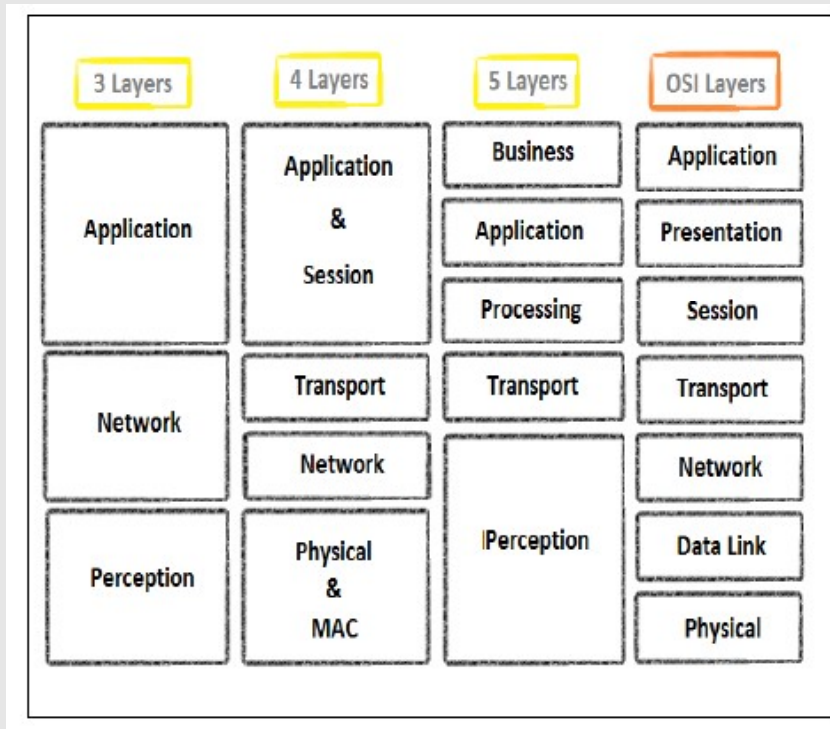 3 Layers
4 Layers
5 Layers
OSI Layers
Application
Network
Perception
Application
&
Session
Transport
Network
Physical
&
MAC
Business
Application
Processing
Transport
Perception
Application
Presentation
Session
Transport
Network
Data Link
Physical